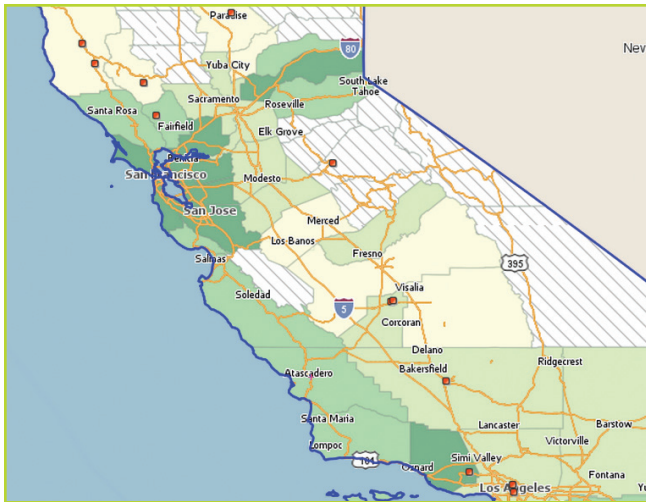 Paradise
80
New
Yuba City
South Lake
Tahoe
Sacramento
Roseville
Santa Rosa
Fairfield
Elk Grove
Benicia
San Francisco
Modesto
San Jose
Merced
Los Banos
Salinas
Fresno
395
Soledad
Visalia
5
Corcoran
Delano
Ridgecrest
Atascadero
Bakersfield
Santa Maria
Lancaster
Barstow
Victorville
Lompoc
101
Oxnard
Simi Valley
Fontana
Los Angeles
Yu